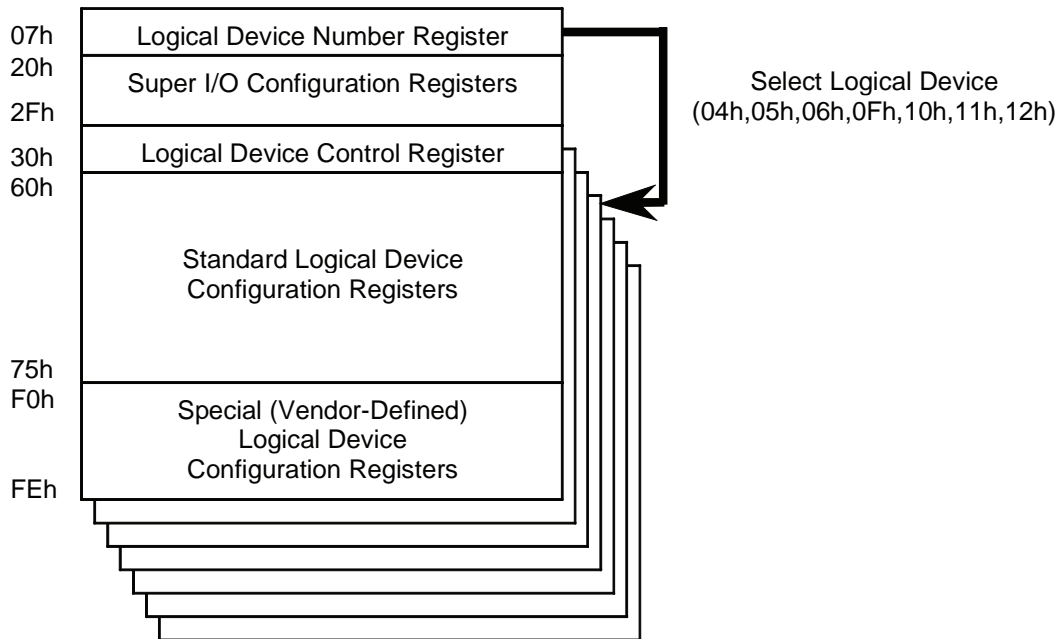 07h
Logical Device Number Register
20h
Super I/O Configuration Registers
2Fh
Select Logical Device
(04h,05h,06h,0Fh,10h,11h,12h)
30h
Logical Device Control Register
60h
Standard Logical Device
Configuration Registers
75h
F0h
Special (Vendor-Defined)
Logical Device
Configuration Registers
FEh